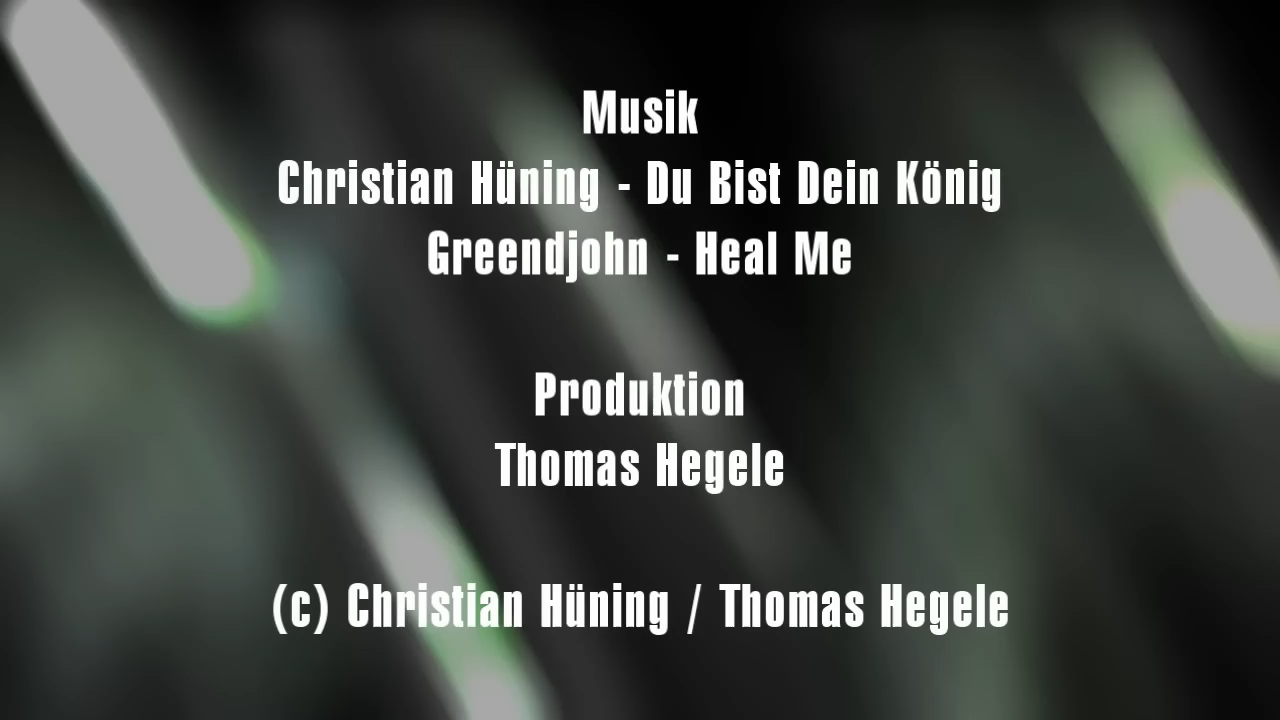 Musik
Christian Hüning - Du Bist Dein König
Greendjohn - Heal Me
Produktion
Thomas Hegele
(c) Christian Hüning / Thomas Hegele